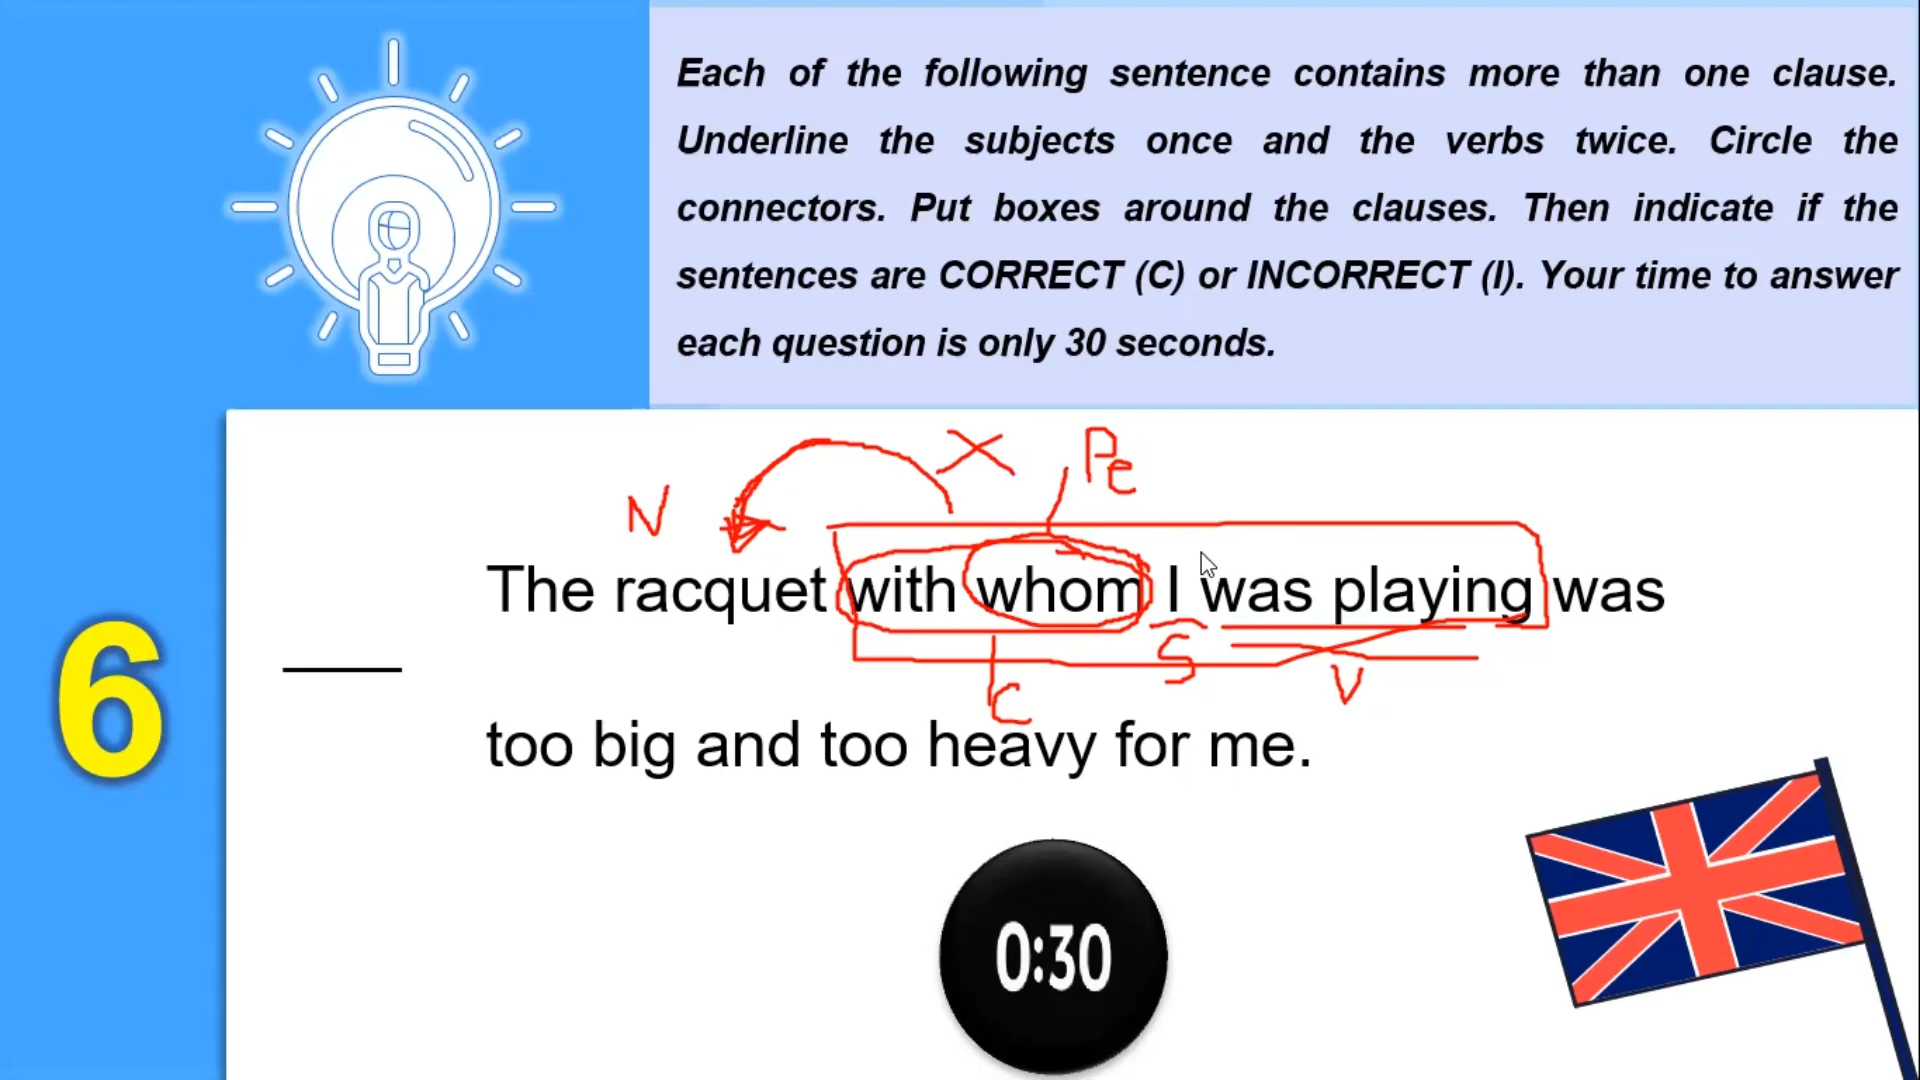 Each of the following sentence contains more than one clause.
Underline the subjects once and the verbs twice. Circle the
connectors. Put boxes around the clauses. Then indicate if the
sentences are CORRECT (C) or INCORRECT (I). Your time to answer
each question is only 30 seconds.
X
Pe
N
The racquet with whom I was playing was
S
V
C
6
too big and too heavy for me.
0:30